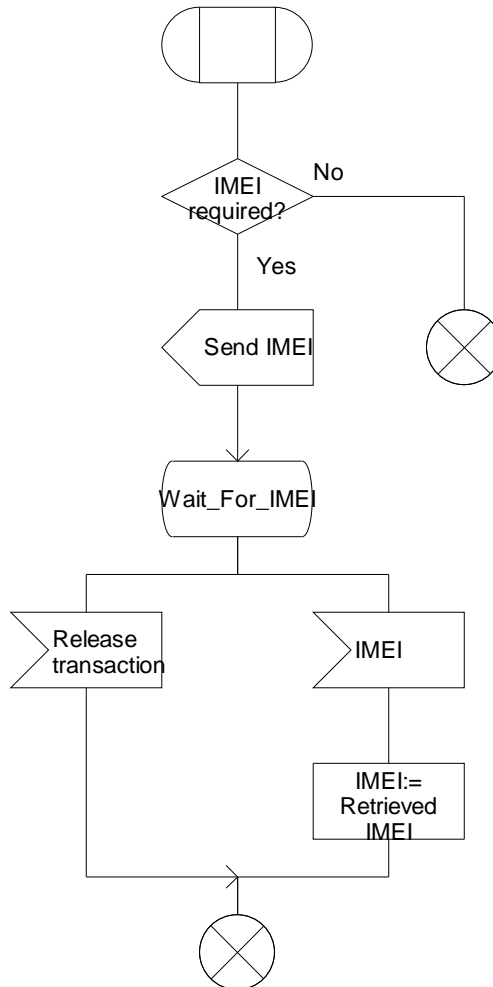 No
IMEI
required?
Yes
Send IMEI
Wait_For_IMEI
Release
transaction
IMEI
IMEI:=
Retrieved
IMEI